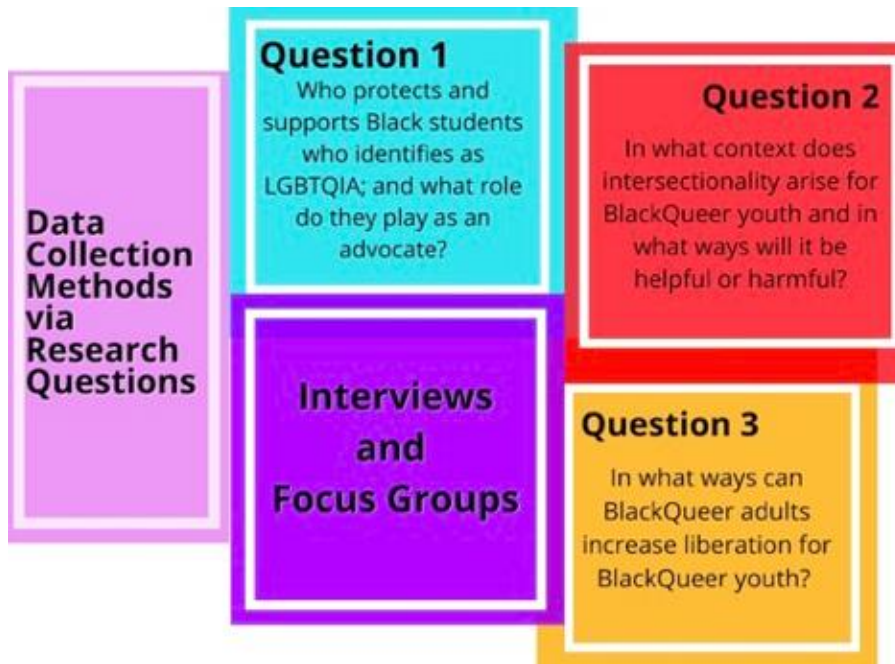 Data
Collection
Methods
via
Research
Questions
Question 1
Who protects and
supports Black students
who identifies as
LGBTQIA; and what role
do they play as an
advocate?
Interviews
and
Focus Groups
Question 2
In what context does
intersectionality arise for
BlackQueer youth and in
what ways will it be
helpful or harmful?
Question 3
In what ways can
BlackQueer adults
increase liberation for
BlackQueer youth?